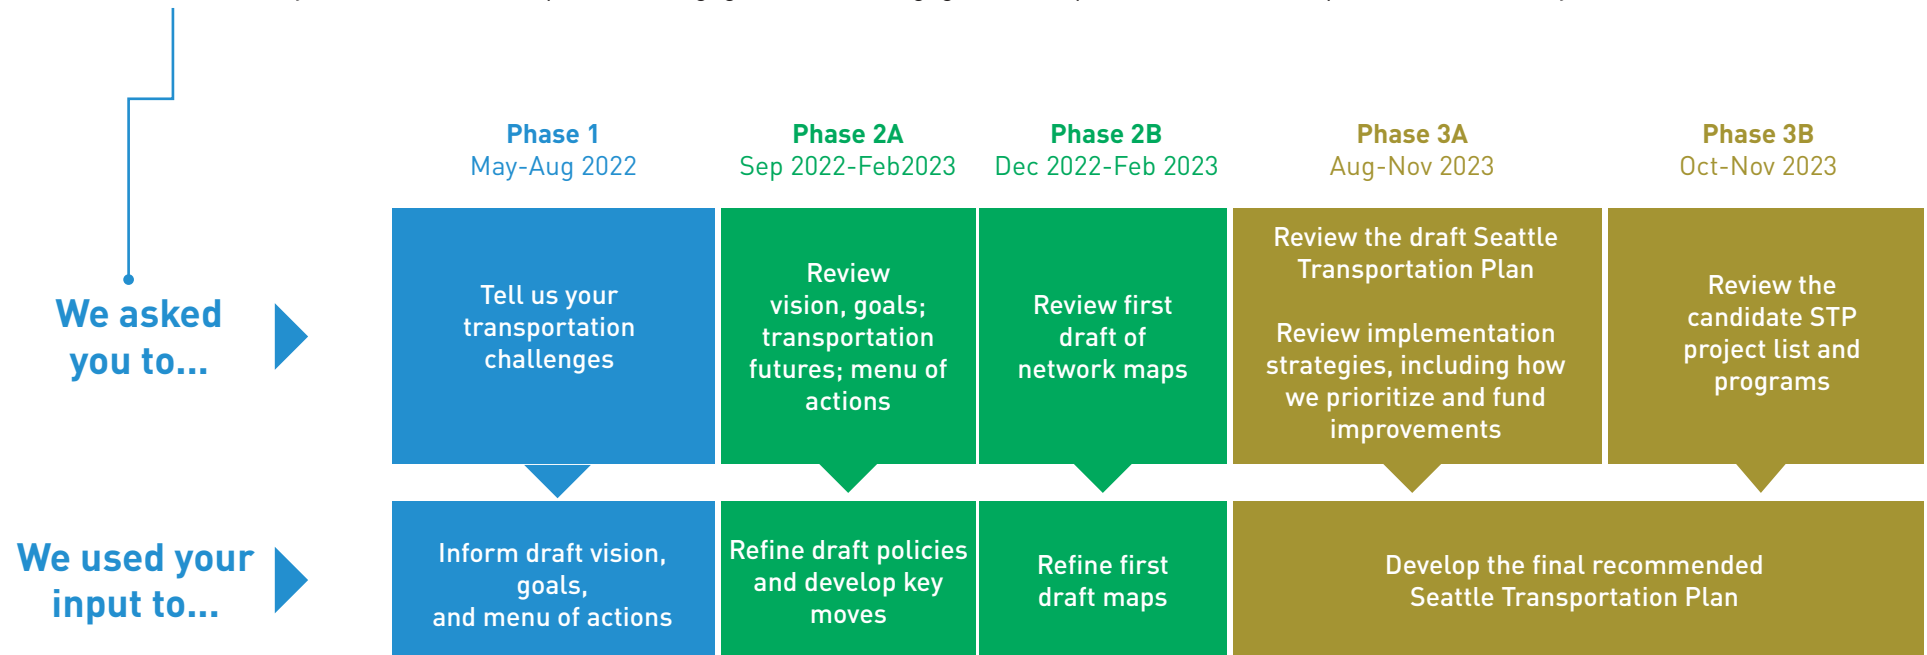 Phase 1
May-Aug 2022
Phase 2A
Sep 2022-Feb2023
Phase 2B
Dec 2022-Feb 2023
Phase 3A
Aug-Nov 2023
Phase 3B
Oct-Nov 2023
We asked
you to...
Tell us your
transportation
challenges
Review
vision, goals;
transportation
futures; menu of
actions
Review first
draft of
network maps
Review the draft Seattle
Transportation Plan
Review implementation
strategies, including how
we prioritize and fund
improvements
Review the
candidate STP
project list and
programs
We used your
input to...
Inform draft vision,
goals,
and menu of actions
Refine draft policies
and develop key
moves
Refine first
draft maps
Develop the final recommended
Seattle Transportation Plan